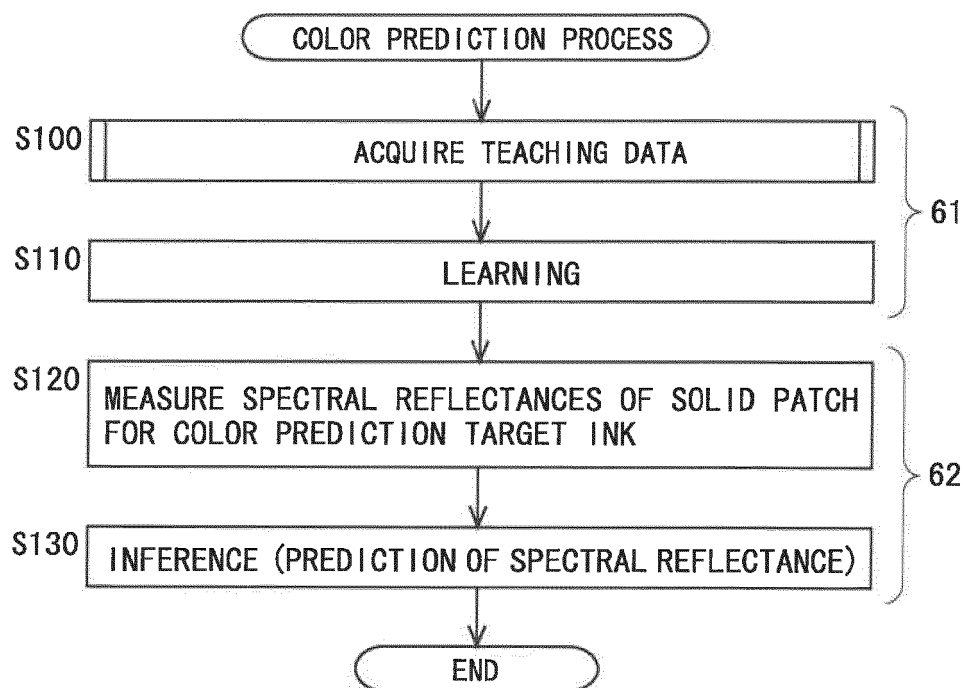 COLOR PREDICTION PROCESS
S100
ACQUIRE TEACHING DATA
61
S110
LEARNING
S120
MEASURE SPECTRAL REFLECTANCES OF SOLID PATCH
FOR COLOR PREDICTION TARGET INK
62
S130
INFERENCE (PREDICTION OF SPECTRAL REFLECTANCE)
END